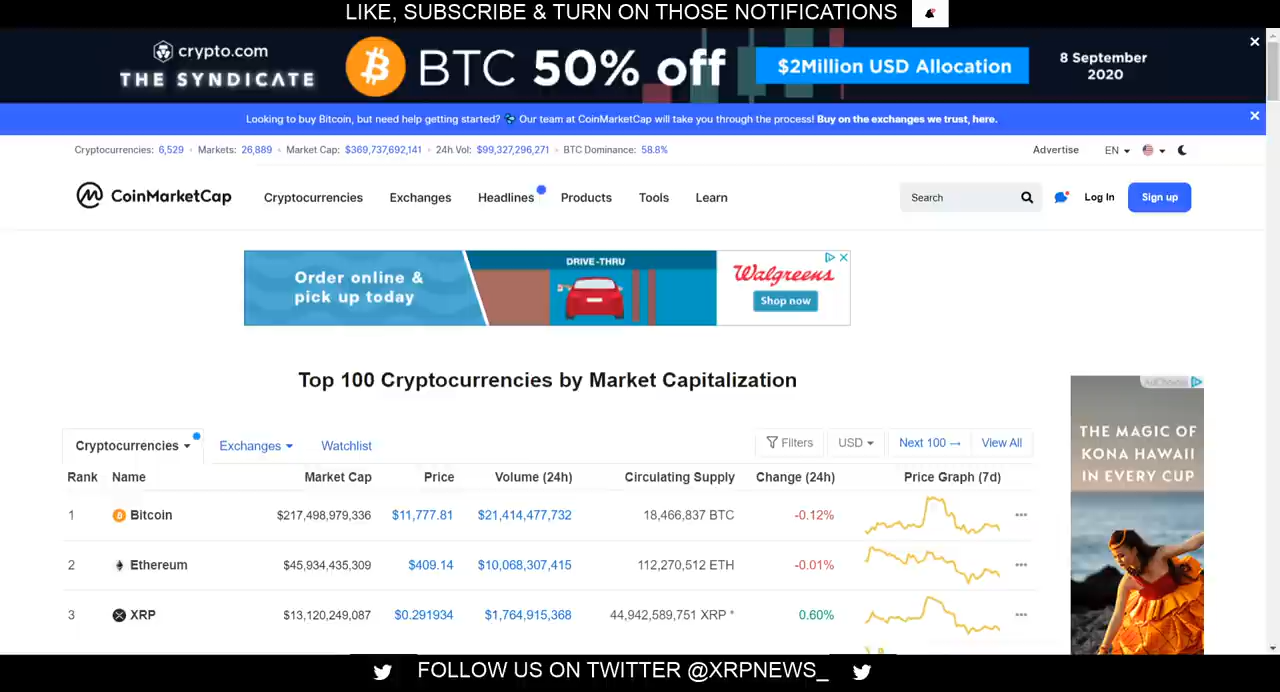 LIKE, SUBSCRIBE & TURN ON THOSE NOTIFICATIONS
crypto.com
THE SYNDICATE
BTC 50% off
$2Million USD Allocation
8 September
2020
Looking to buy Bitcoin, but need help getting started? Our team at CoinMarketCap will take you through the process! Buy on the exchanges we trust, here.
Cryptocurrencies: 6,529 • Markets: 26,889 • Market Cap: $369,737,692,141 • 24h Vol: $99,327,296,271 • BTC Dominance: 58.8%
Advertise EN
CoinMarketCap Cryptocurrencies Exchanges Headlines Products Tools Learn Search Log In Sign up
Order online &
pick up today
DRIVE-THRU
Walgreens
Shop now
Top 100 Cryptocurrencies by Market Capitalization
Cryptocurrencies Exchanges Watchlist Filters USD Next 100 → View All
Rank Name Market Cap Price Volume (24h) Circulating Supply Change (24h) Price Graph (7d)
1 Bitcoin $217,498,979,336 $11,777.81 $21,414,477,732 18,466,837 BTC -0.12%
2 Ethereum $45,934,435,309 $409.14 $10,068,307,415 112,270,512 ETH -0.01%
3 XRP $13,120,249,087 $0.291934 $1,764,915,368 44,942,589,751 XRP * 0.60%
AdChoices
THE MAGIC OF
KONA HAWAII
IN EVERY CUP
FOLLOW US ON TWITTER @XRPNEWS_